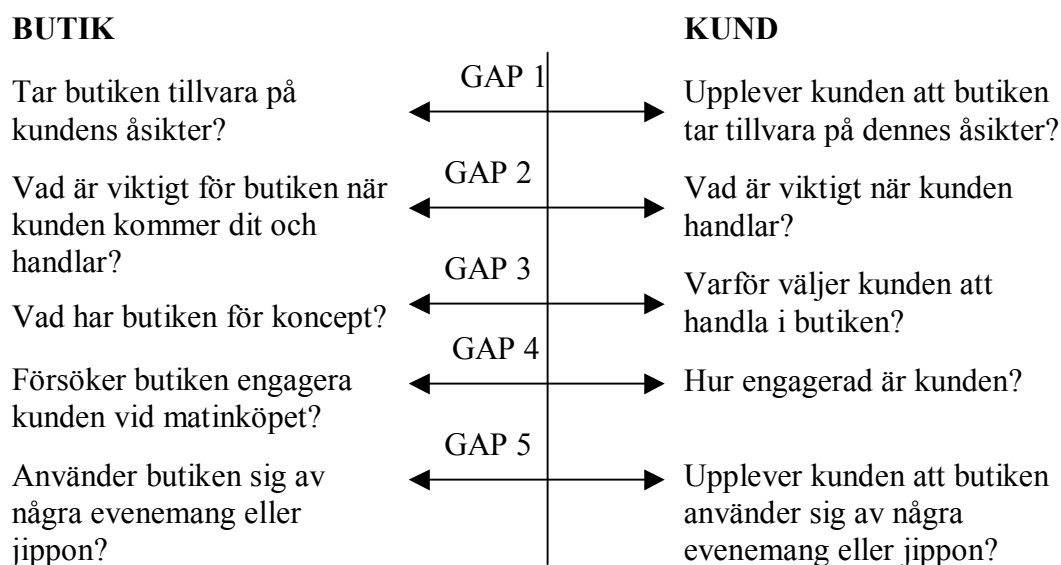 BUTIK
KUND
GAP 1
Tar butiken tillvara på
kundens åsikter?
Upplever kunden att butiken
tar tillvara på dennes åsikter?
GAP 2
Vad är viktigt för butiken när
kunden kommer dit och
handlar?
Vad är viktigt när kunden
handlar?
GAP 3
Vad har butiken för koncept?
Varför väljer kunden att
handla i butiken?
GAP 4
Försöker butiken engagera
kunden vid matinköpet?
Hur engagerad är kunden?
GAP 5
Använder butiken sig av
några evenemang eller
jippon?
Upplever kunden att butiken
använder sig av några
evenemang eller jippon?